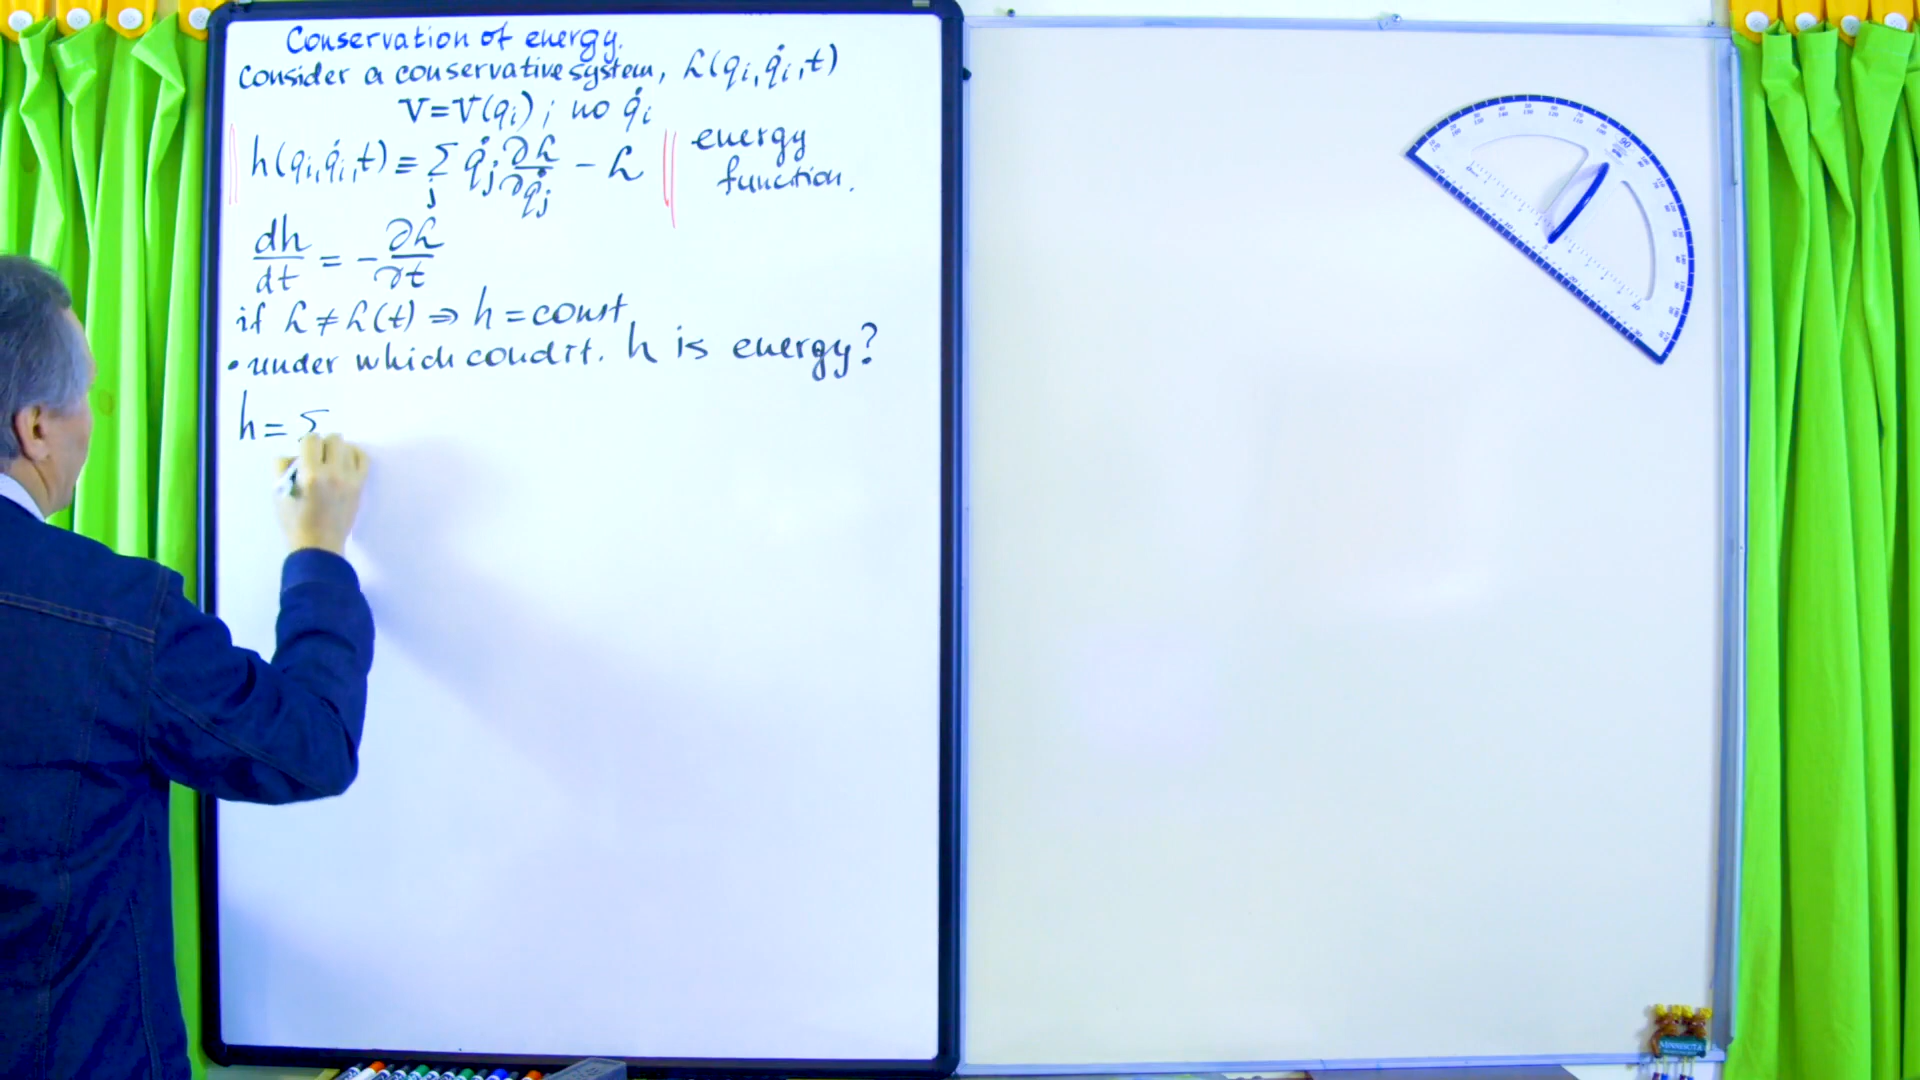 Conservation of energy.
Consider a conservative system, L(qi, q̇i, t)
V=V(qi); no q̇i
h(qi, q̇i, t) ≡ Σj q̇j ∂L/∂q̇j - L
energy
function.
dh/dt = - ∂L/∂t
if L ≠ L(t) ⇒ h = const.
• under which condit. h is energy?
h = Σ
MINNESOTA